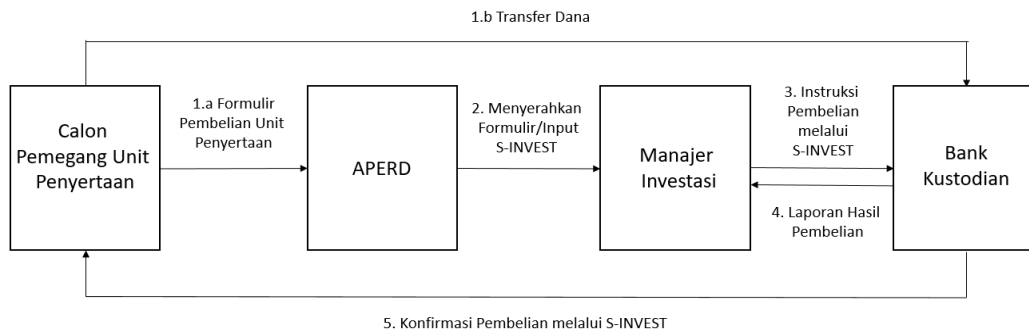 1.b Transfer Dana
Calon
Pemegang Unit
Penyertaan
1.a Formulir
Pembelian Unit
Penyertaan
APERD
2. Menyerahkan
Formulir/Input
S-INVEST
Manajer
Investasi
3. Instruksi
Pembelian
melalui
S-INVEST
4. Laporan Hasil
Pembelian
Bank
Kustodian
5. Konfirmasi Pembelian melalui S-INVEST